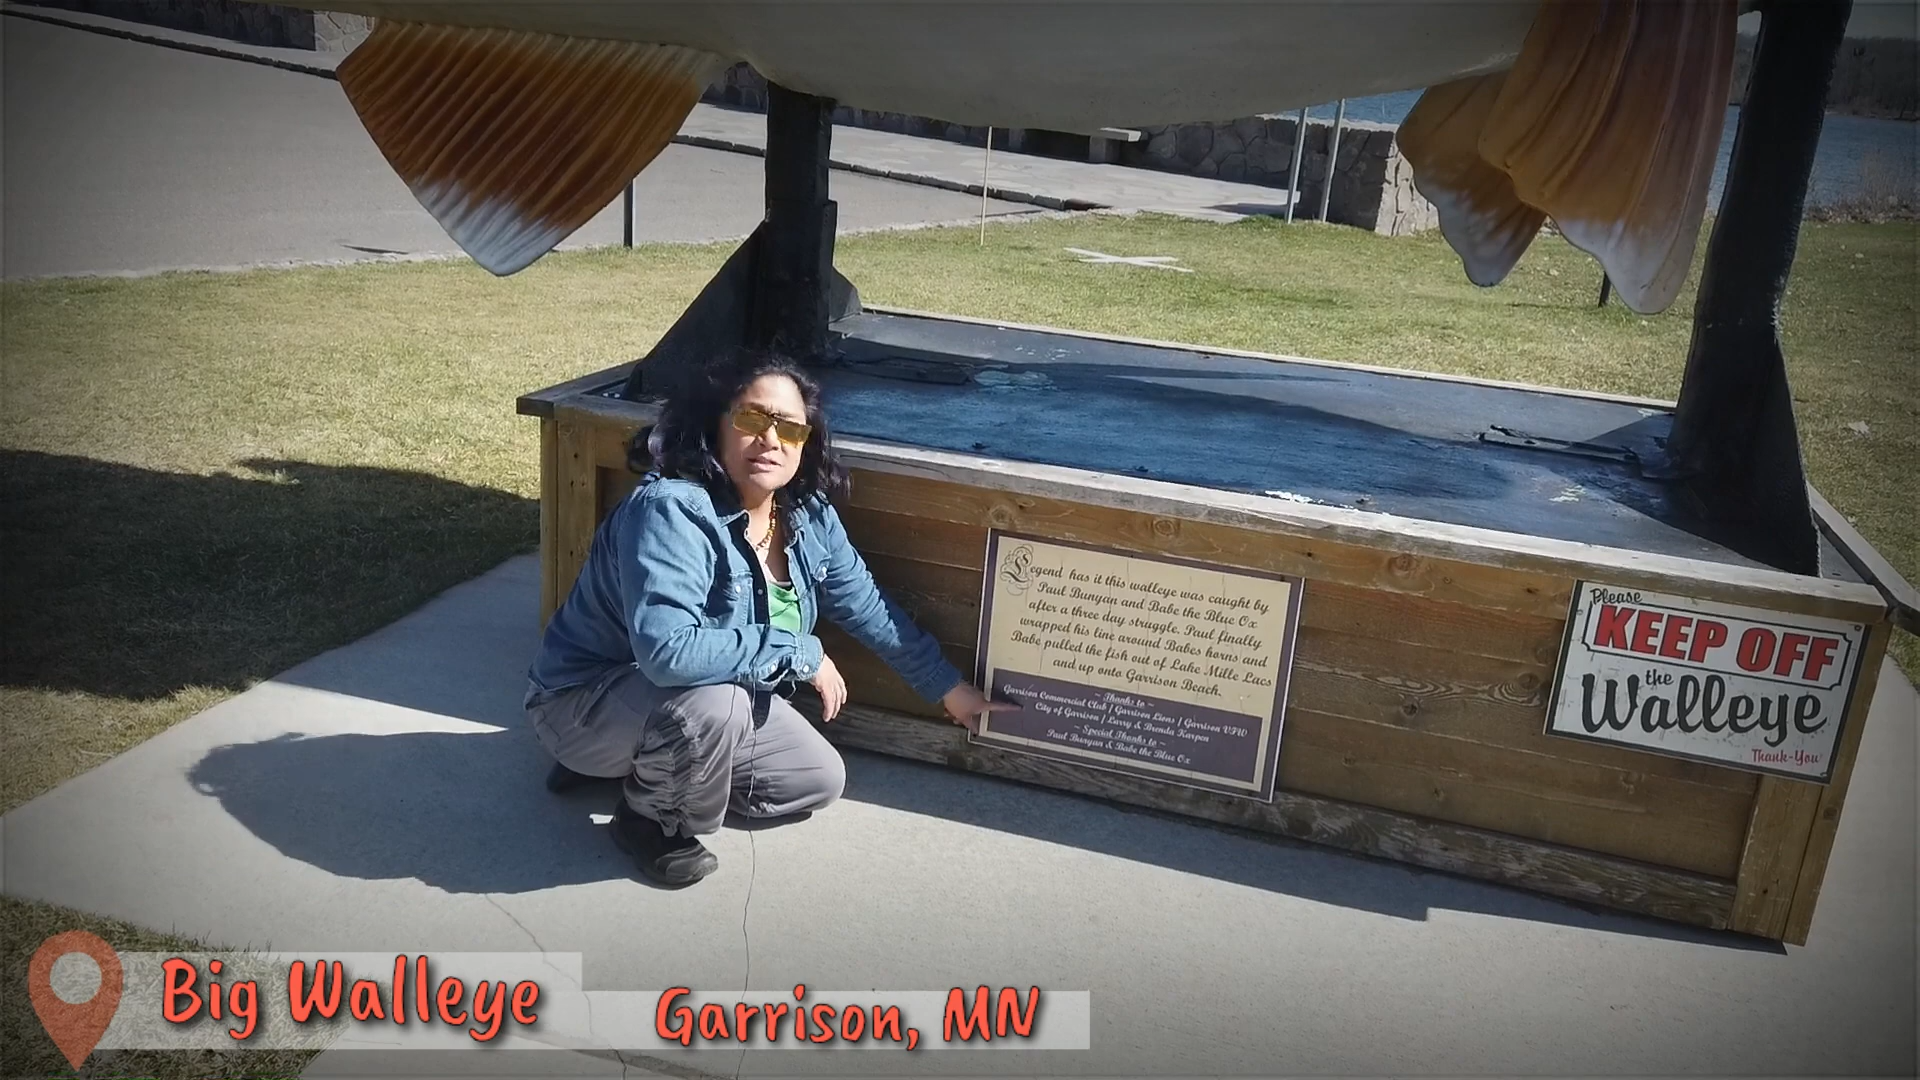 Legend has it this walleye was caught by
Paul Bunyan and Babe the Blue Ox
after a three day struggle. Paul finally
wrapped his line around Babes horns and
Babe pulled the fish out of Lake Mille Lacs
and up onto Garrison Beach.
~ Thanks to ~
Garrison Commercial Club / Garrison Lions / Garrison VFW
City of Garrison / Larry & Brenda Karpen
~ Special Thanks to ~
Paul Bunyan & Babe the Blue Ox
Please
KEEP OFF
the
Walleye
Thank-You
Big Walleye
Garrison, MN